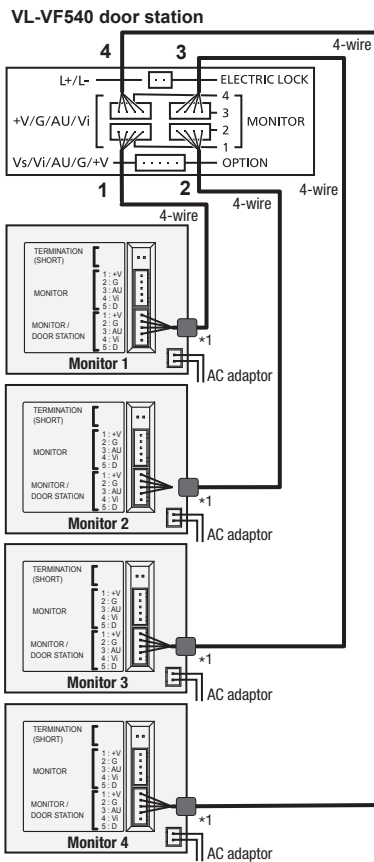 VL-VF540 door station
4 3
4-wire
L+/L- ELECTRIC LOCK
4
3
+V/G/AU/Vi MONITOR
2
1
Vs/Vi/AU/G/+V OPTION
1 2
4-wire 4-wire 4-wire
TERMINATION
(SHORT)
1 : +V
2 : G
MONITOR 3 : AU
4 : Vi
5 : D
1 : +V
MONITOR / 2 : G
DOOR STATION 3 : AU
4 : Vi
5 : D
*1
Monitor 1
AC adaptor
TERMINATION
(SHORT)
1 : +V
2 : G
MONITOR 3 : AU
4 : Vi
5 : D
1 : +V
MONITOR / 2 : G
DOOR STATION 3 : AU
4 : Vi
5 : D
*1
Monitor 2
AC adaptor
TERMINATION
(SHORT)
1 : +V
2 : G
MONITOR 3 : AU
4 : Vi
5 : D
1 : +V
MONITOR / 2 : G
DOOR STATION 3 : AU
4 : Vi
5 : D
*1
Monitor 3
AC adaptor
TERMINATION
(SHORT)
1 : +V
2 : G
MONITOR 3 : AU
4 : Vi
5 : D
1 : +V
MONITOR / 2 : G
DOOR STATION 3 : AU
4 : Vi
5 : D
*1
Monitor 4
AC adaptor